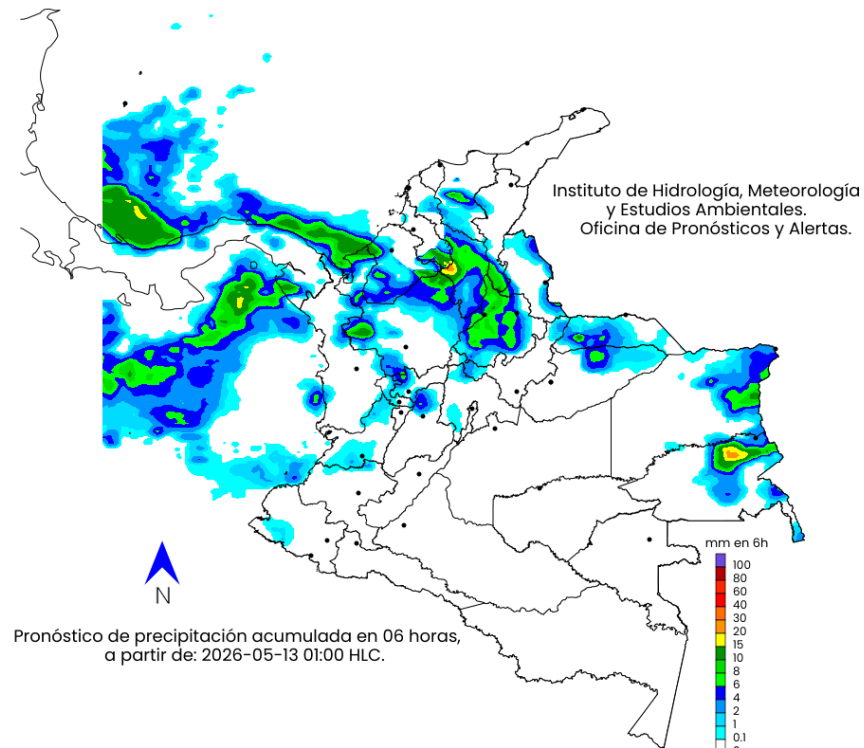 Instituto de Hidrología, Meteorología
y Estudios Ambientales.
Oficina de Pronósticos y Alertas.
mm en 6h
100
80
60
40
30
20
15
10
8
6
4
2
1
0.1
N
Pronóstico de precipitación acumulada en 06 horas,
a partir de: 2026-05-13 01:00 HLC.